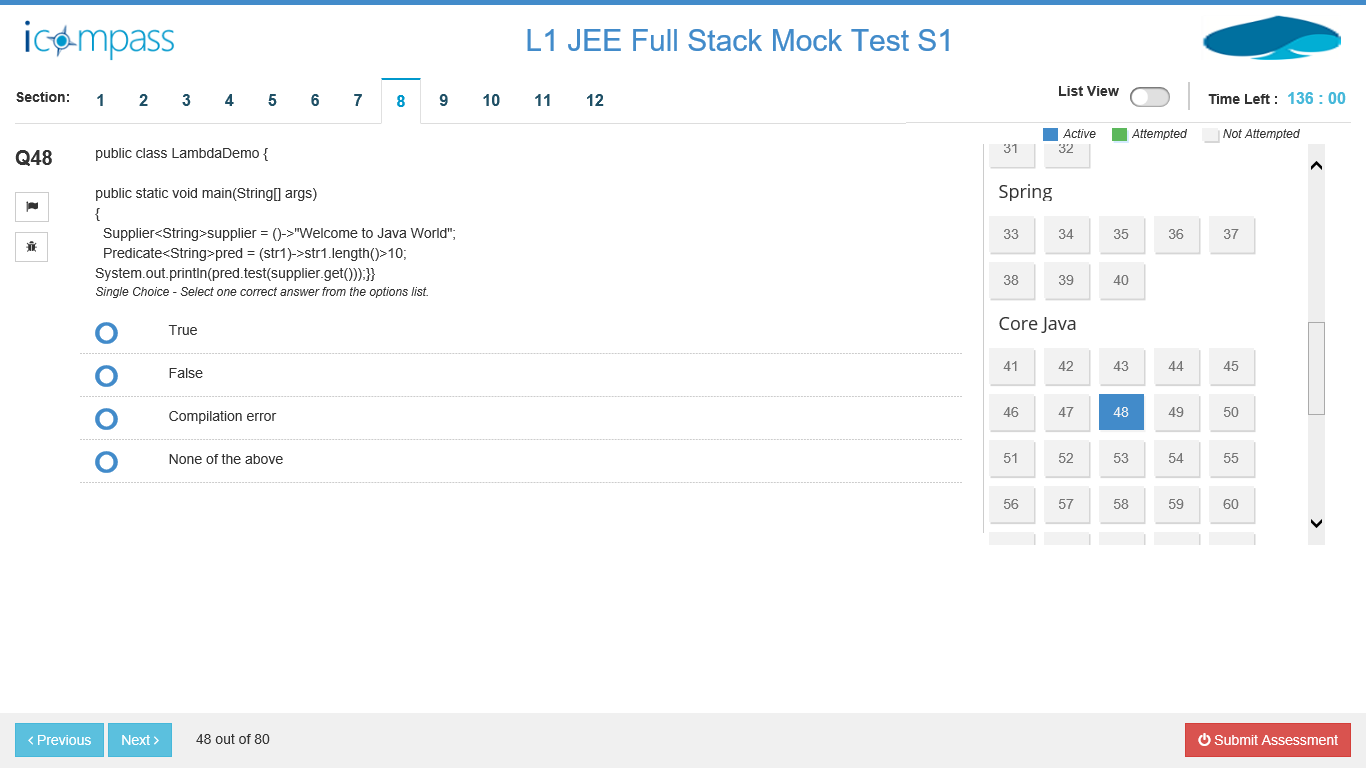 icompass
L1 JEE Full Stack Mock Test S1
Section: 1 2 3 4 5 6 7 8 9 10 11 12
List View
Time Left : 136 : 00
Active Attempted Not Attempted
Q48
public class LambdaDemo {
public static void main(String[] args)
{
Supplier<String>supplier = ()->"Welcome to Java World";
Predicate<String>pred = (str1)->str1.length()>10;
System.out.println(pred.test(supplier.get()));}}
Single Choice - Select one correct answer from the options list.
True
False
Compilation error
None of the above
31 32
Spring
33 34 35 36 37
38 39 40
Core Java
41 42 43 44 45
46 47 48 49 50
51 52 53 54 55
56 57 58 59 60
‹ Previous
Next ›
48 out of 80
Submit Assessment